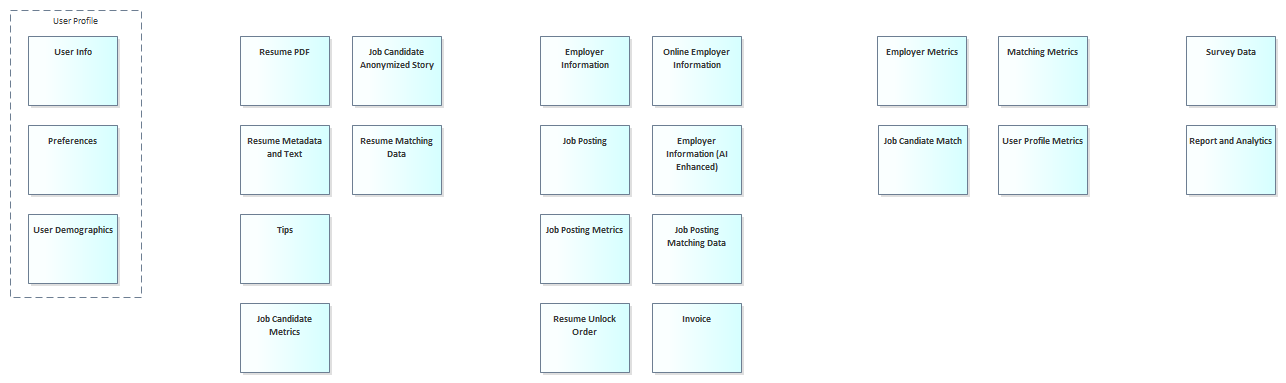 User Profile
User Info
Preferences
User Demographics
Resume PDF
Job Candidate
Anonymized Story
Resume Metadata
and Text
Resume Matching
Data
Tips
Job Candidate
Metrics
Employer
Information
Online Employer
Information
Job Posting
Employer
Information (AI
Enhanced)
Job Posting Metrics
Job Posting
Matching Data
Resume Unlock
Order
Invoice
Employer Metrics
Matching Metrics
Job Candiate Match
User Profile Metrics
Survey Data
Report and Analytics